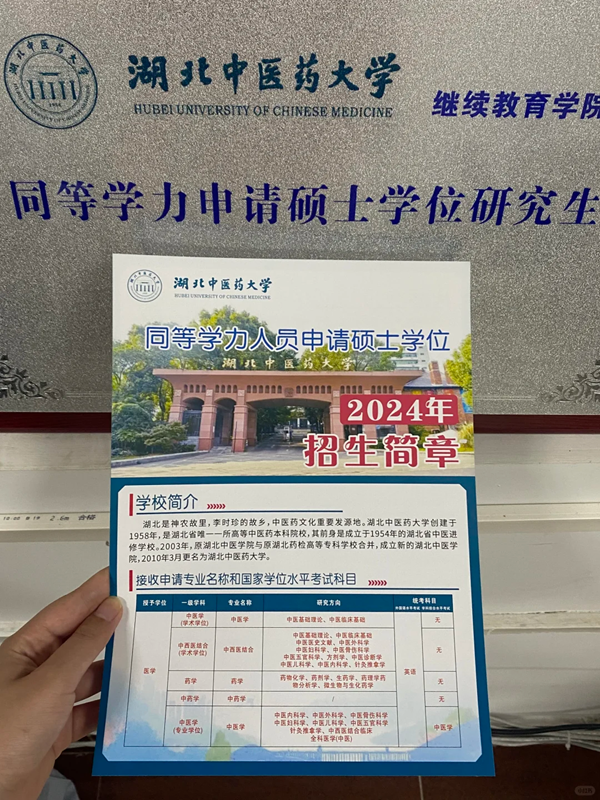 湖北中医药大学
HUBEI UNIVERSITY OF CHINESE MEDICINE
继续教育学院
同等学力申请硕士学位研究生
湖北中医药大学
HUBEI UNIVERSITY OF CHINESE MEDICINE
同等学力人员申请硕士学位
湖北中医药大学
2024年
招生简章
学校简介
湖北是神农故里，李时珍的故乡，中医药文化重要发源地。湖北中医药大学创建于
1958年，是湖北省唯一一所高等中医药本科院校，其前身是成立于1954年的湖北省中医进
修学校。2003年，原湖北中医学院与原湖北药检高等专科学校合并，成立新的湖北中医学
院，2010年3月更名为湖北中医药大学。
接收申请专业名称和国家学位水平考试科目
授予学位 一级学科 专业名称 研究方向 统考科目
外国语水平考试 专科综合水平考试
医学
中医学
(学术学位)
中医学
中医基础理论、中医临床基础
无
中西医结合
(学术学位)
中西医结合
中医基础理论、中医临床基础
中医医史文献、中医外科学
中医妇科学、中医骨伤科学
中医五官科学、方剂学、中医诊断学
中医儿科学、中医内科学、针灸推拿学
英语
无
药学
药学
药物化学、药剂学、生药学、药理学药
物分析学、微生物与生化药学
无
中药学
中药学
/
无
中医学
(专业学位)
中医学
中医内科学、中医外科学、中医骨伤科学
中医妇科学、中医儿科学、中医五官科学
针灸推拿学、中西医结合临床
全科医学(中医)
中医学